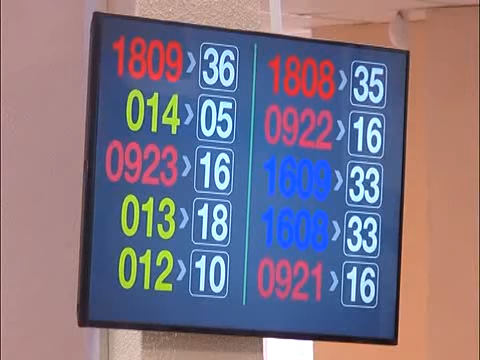 1809 › 36
014 › 05
0923 › 16
013 › 18
012 › 10
1808 › 35
0922 › 16
1609 › 33
1608 › 33
0921 › 16